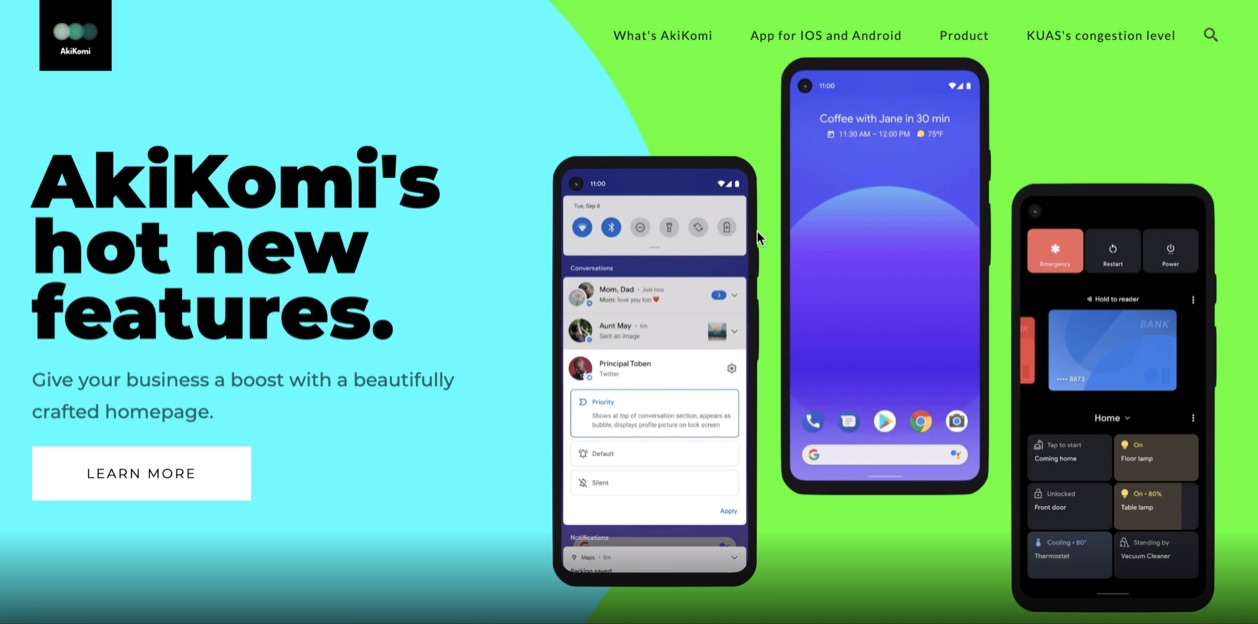 AkiKomi
What's AkiKomi
App for IOS and Android
Product
KUAS's congestion level
AkiKomi's
hot new
features.
Give your business a boost with a beautifully
crafted homepage.
LEARN MORE
11:00
Tue, Sep 8
Conversations
Mom, Dad • Just now
Mom: love you too ❤️
3
Aunt May • 5m
Sent an image
Principal Toben
Twitter
Priority
Shows at top of conversation section, appears as
bubble, displays profile picture on lock screen
Default
Silent
Apply
Notifications
Maps • 5m
Parking saved
11:00
Coffee with Jane in 30 min
11:30 AM – 12:00 PM 75°F
Emergency
Restart
Power
Hold to reader
BANK
•••• 8873
Home
Tap to start
Coming home
On
Floor lamp
Unlocked
Front door
On • 80%
Table lamp
Cooling • 80°
Thermostat
Standing by
Vacuum Cleaner